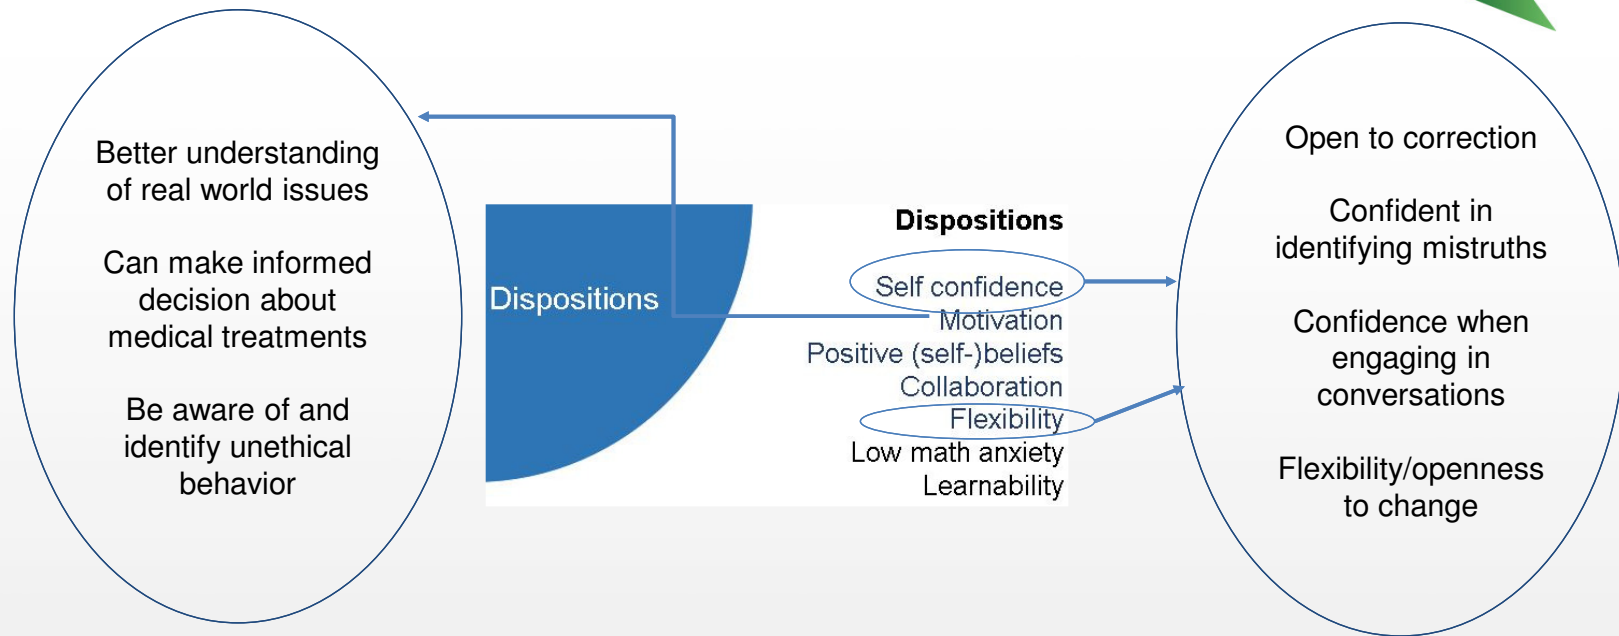 Better understanding
of real world issues
Can make informed
decision about
medical treatments
Be aware of and
identify unethical
behavior
Dispositions
Dispositions
Self confidence
Motivation
Positive (self-)beliefs
Collaboration
Flexibility
Low math anxiety
Learnability
Open to correction
Confident in
identifying mistruths
Confidence when
engaging in
conversations
Flexibility/openness
to change